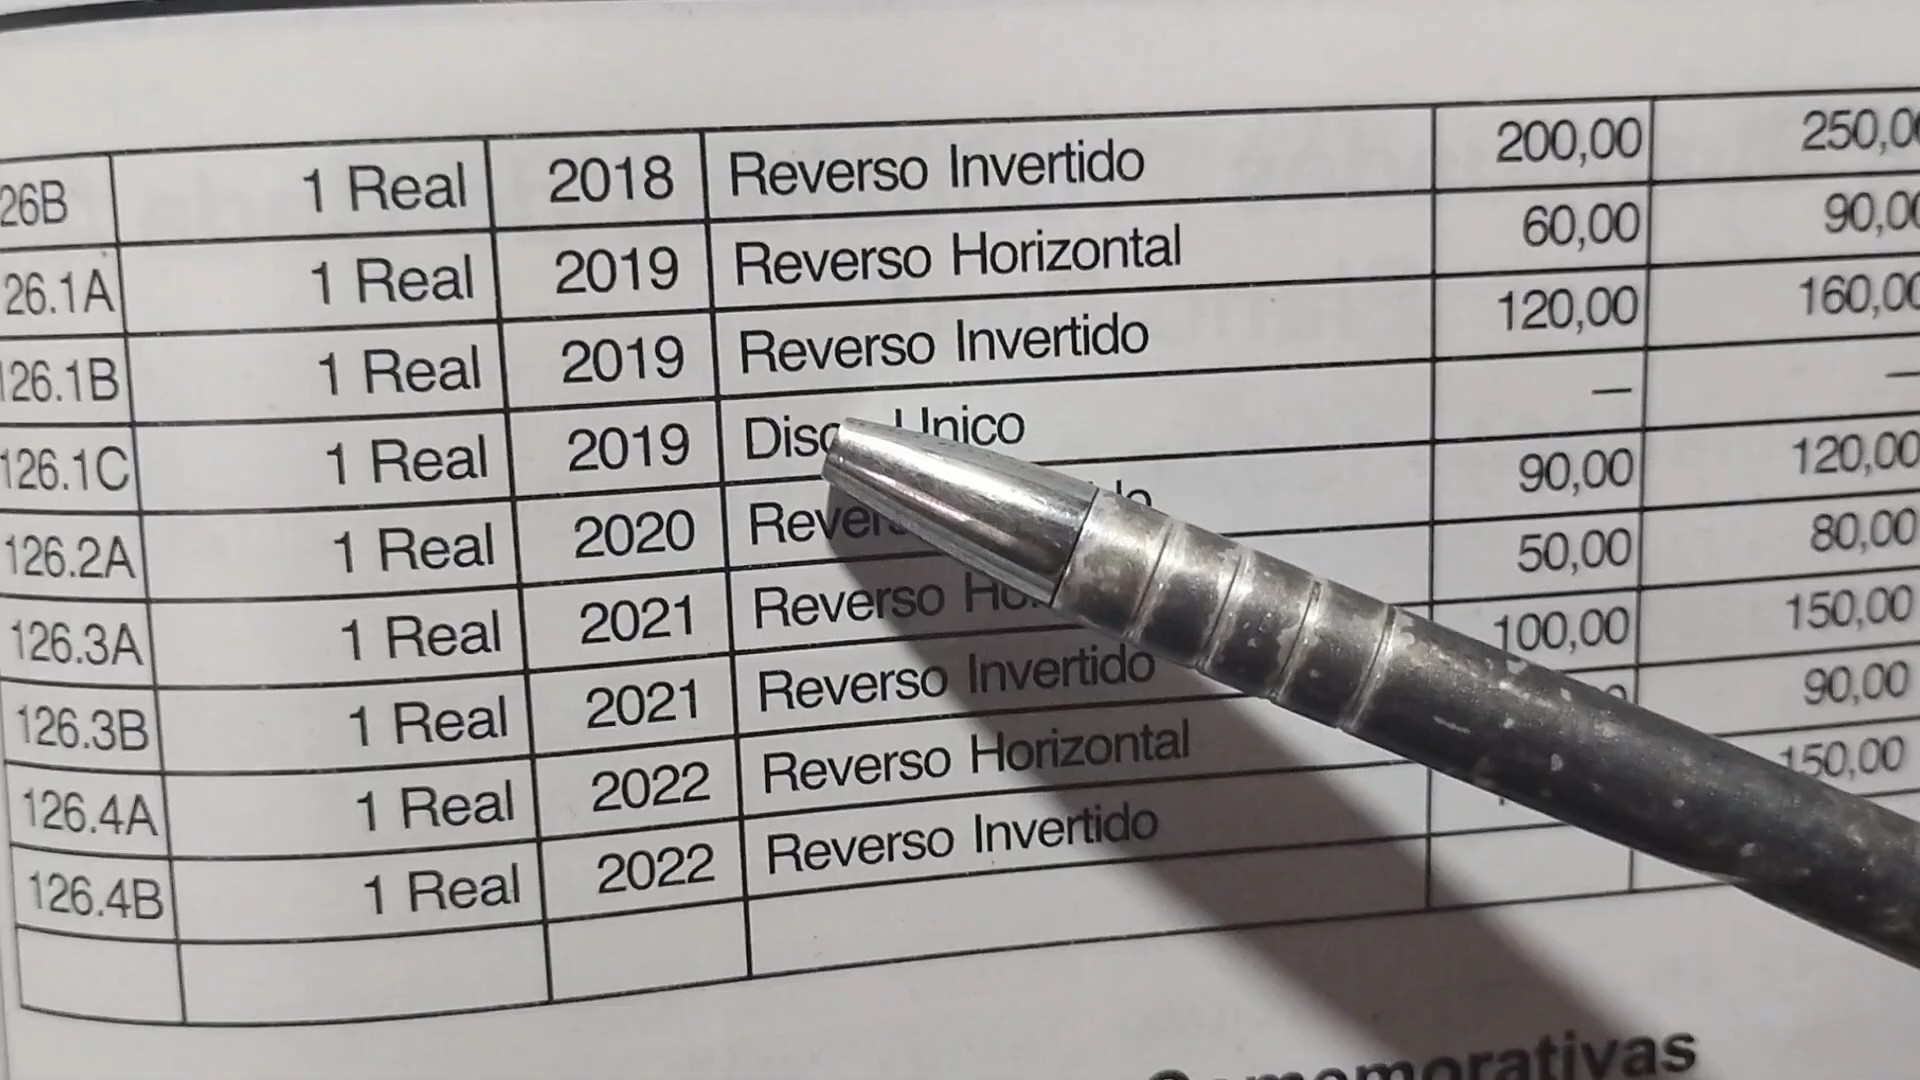 26B 1 Real 2018 Reverso Invertido 200,00 250,0
26.1A 1 Real 2019 Reverso Horizontal 60,00 90,00
126.1B 1 Real 2019 Reverso Invertido 120,00 160,00
126.1C 1 Real 2019 Unico — —
126.2A 1 Real 2020 90,00 120,00
126.3A 1 Real 2021 Reverso 50,00 80,00
126.3B 1 Real 2021 Reverso Invertido 100,00 150,00
126.4A 1 Real 2022 Reverso Horizontal 90,00
126.4B 1 Real 2022 Reverso Invertido 150,00
Comemorativas